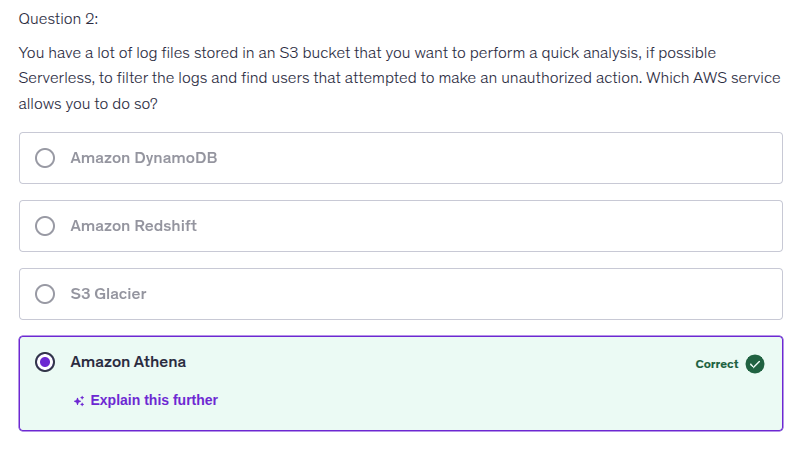 Question 2:
You have a lot of log files stored in an S3 bucket that you want to perform a quick analysis, if possible
Serverless, to filter the logs and find users that attempted to make an unauthorized action. Which AWS service
allows you to do so?
Amazon DynamoDB
Amazon Redshift
S3 Glacier
Amazon Athena
Correct
Explain this further